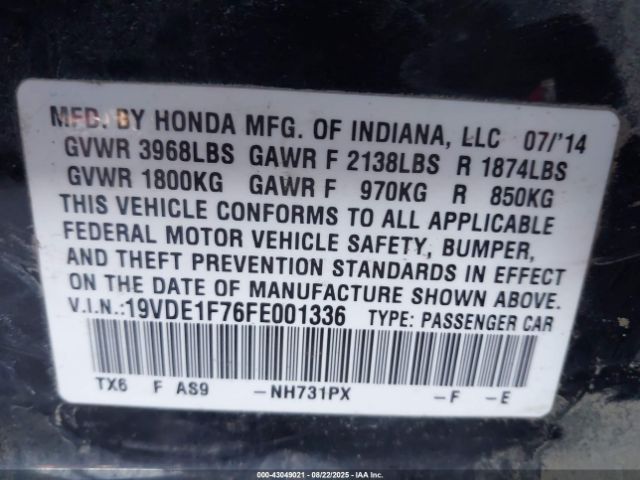 MFD. BY HONDA MFG. OF INDIANA, LLC 07/'14
GVWR 3968LBS GAWR F 2138LBS R 1874LBS
GVWR 1800KG GAWR F 970KG R 850KG
THIS VEHICLE CONFORMS TO ALL APPLICABLE
FEDERAL MOTOR VEHICLE SAFETY, BUMPER,
AND THEFT PREVENTION STANDARDS IN EFFECT
ON THE DATE OF MANUFACTURE SHOWN ABOVE.
V.I.N.:19VDE1F76FE001336 TYPE: PASSENGER CAR
TX6 F AS9 -NH731PX -F -E
000-43049021 - 08/22/2025 - IAA